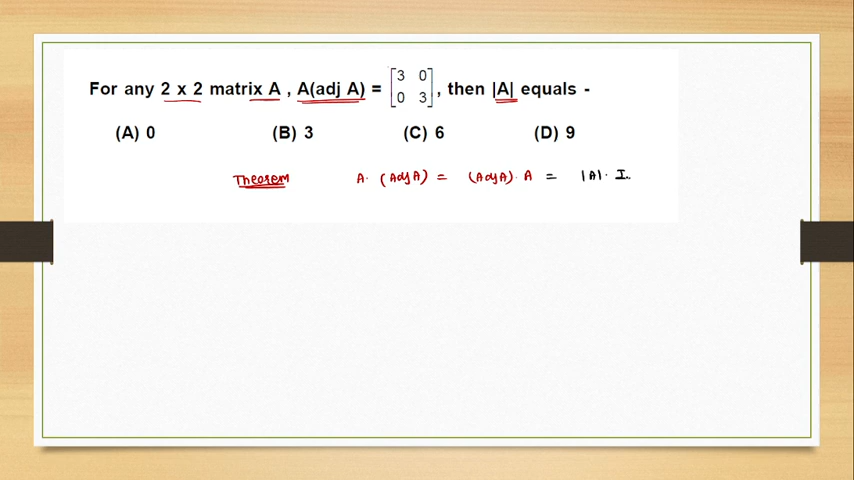 For any 2 x 2 matrix A , A(adj A) = [3 0
0 3] , then |A| equals -
(A) 0 (B) 3 (C) 6 (D) 9
Theorem A. (AdjA) = (AdjA). A = |A|. I.